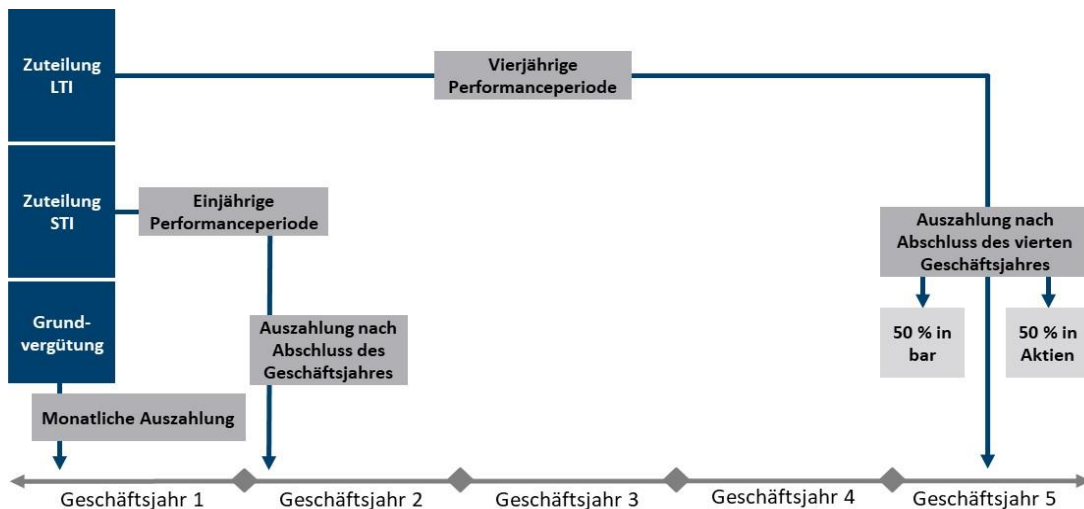 Zuteilung
LTI
Vierjährige
Performanceperiode
Zuteilung
STI
Einjährige
Performanceperiode
Auszahlung nach
Abschluss des vierten
Geschäftsjahres
50 % in
bar
50 % in
Aktien
Grund-
vergütung
Auszahlung nach
Abschluss des
Geschäftsjahres
Monatliche Auszahlung
Geschäftsjahr 1
Geschäftsjahr 2
Geschäftsjahr 3
Geschäftsjahr 4
Geschäftsjahr 5